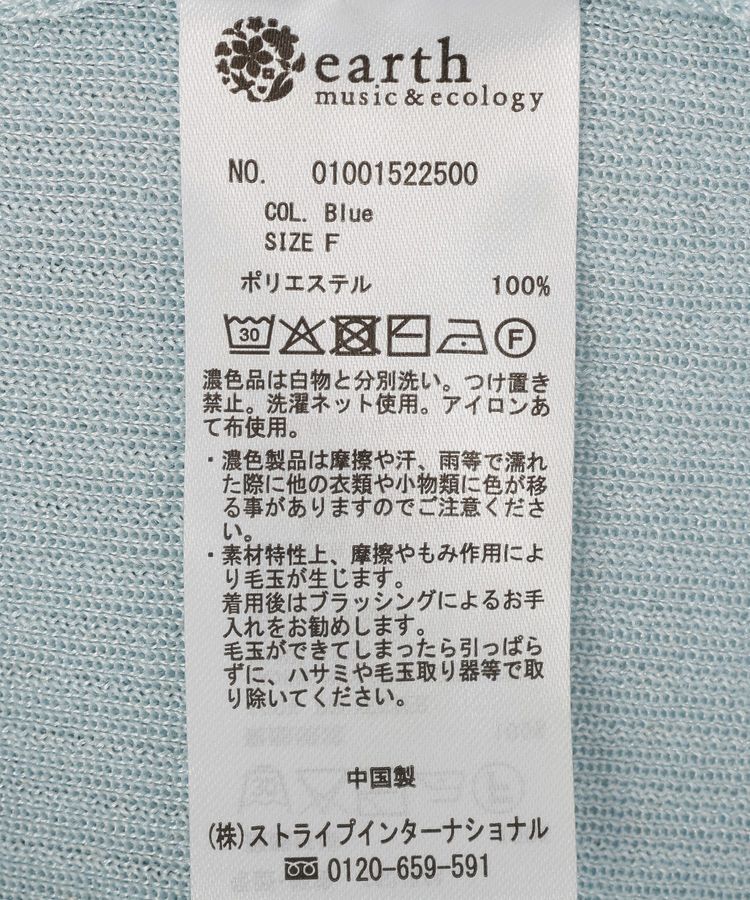 earth
music & ecology
NO. 01001522500
COL. Blue
SIZE F
ポリエステル 100%
30 F
濃色品は白物と分別洗い。つけ置き
禁止。洗濯ネット使用。アイロンあ
て布使用。
・濃色製品は摩擦や汗、雨等で濡れ
た際に他の衣類や小物類に色が移
る事がありますのでご注意くださ
い。
・素材特性上、摩擦やもみ作用によ
り毛玉が生じます。
着用後はブラッシングによるお手
入れをお勧めします。
毛玉ができてしまったら引っぱら
ずに、ハサミや毛玉取り器等で取
り除いてください。
中国製
(株)ストライプインターナショナル
0120-659-591